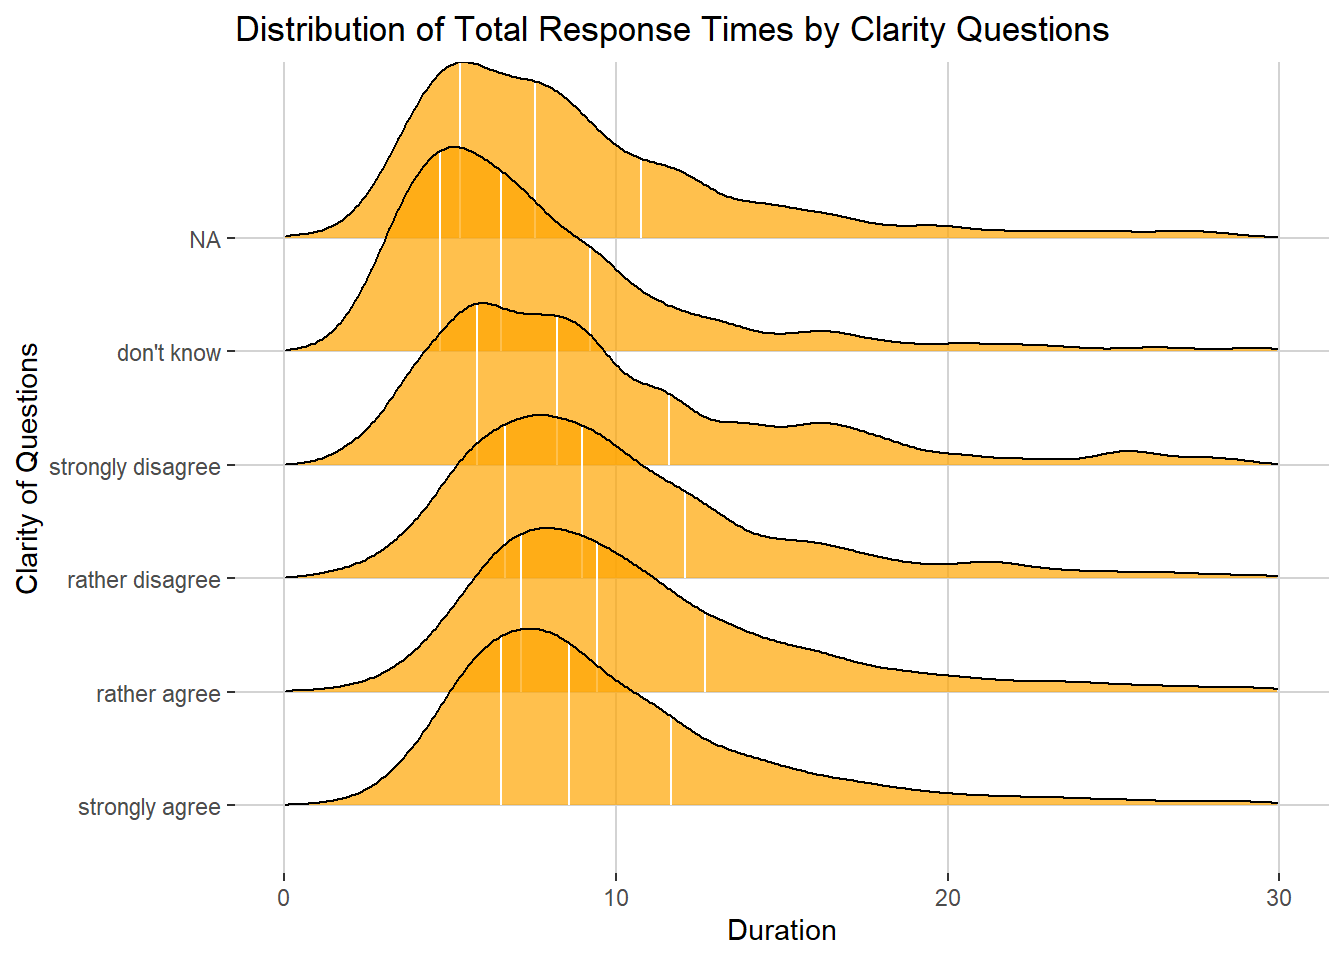 Distribution of Total Response Times by Clarity Questions
Clarity of Questions
NA
don't know
strongly disagree
rather disagree
rather agree
strongly agree
0 10 20 30
Duration